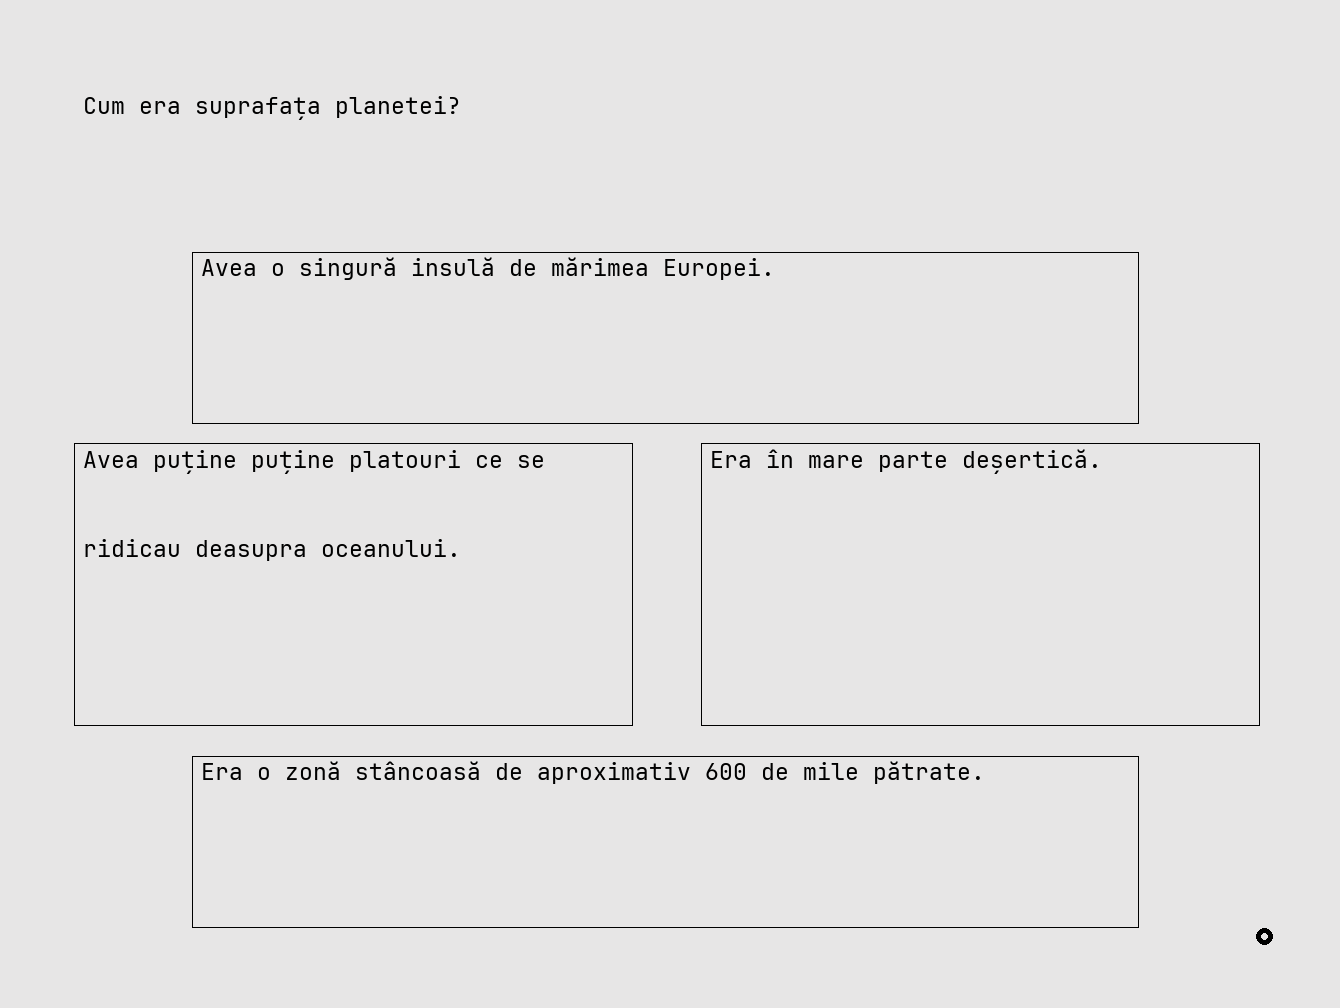 Cum era suprafața planetei?
Avea o singură insulă de mărimea Europei.
Avea puține puține platouri ce se
ridicau deasupra oceanului.
Era în mare parte deșertică.
Era o zonă stâncoasă de aproximativ 600 de mile pătrate.